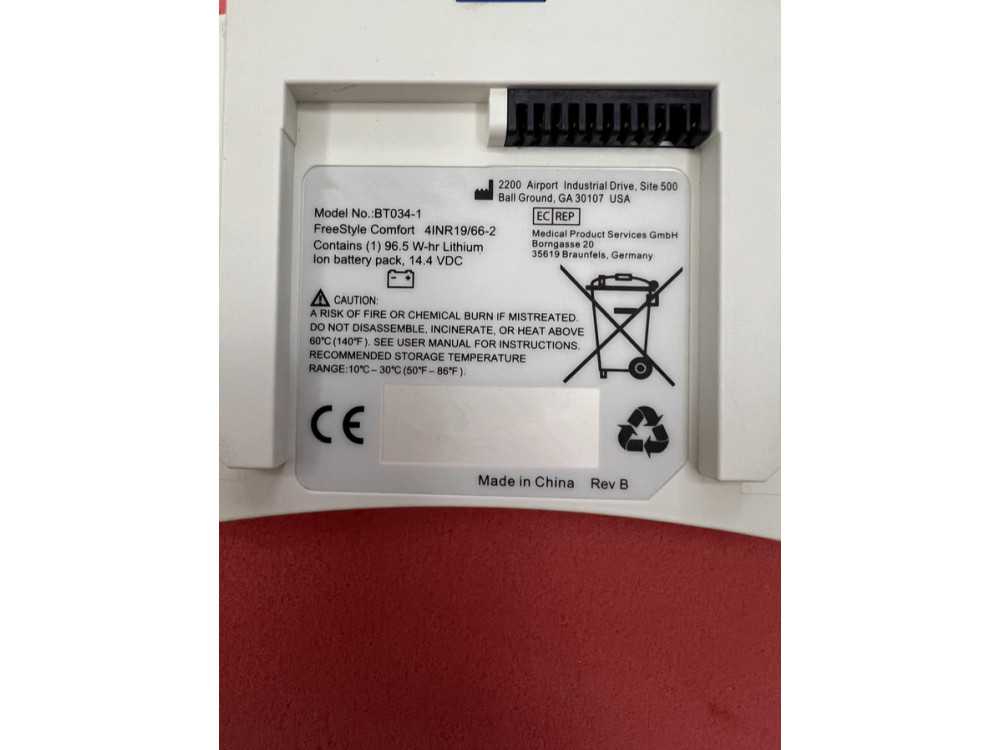 2200 Airport Industrial Drive, Site 500
Ball Ground, GA 30107 USA
EC REP
Medical Product Services GmbH
Borngasse 20
35619 Braunfels, Germany
Model No.:BT034-1
FreeStyle Comfort 4INR19/66-2
Contains (1) 96.5 W-hr Lithium
Ion battery pack, 14.4 VDC
CAUTION:
A RISK OF FIRE OR CHEMICAL BURN IF MISTREATED.
DO NOT DISASSEMBLE, INCINERATE, OR HEAT ABOVE
60℃ (140℉). SEE USER MANUAL FOR INSTRUCTIONS.
RECOMMENDED STORAGE TEMPERATURE
RANGE:10℃ – 30℃ (50℉ – 86℉).
CE
Made in China Rev B